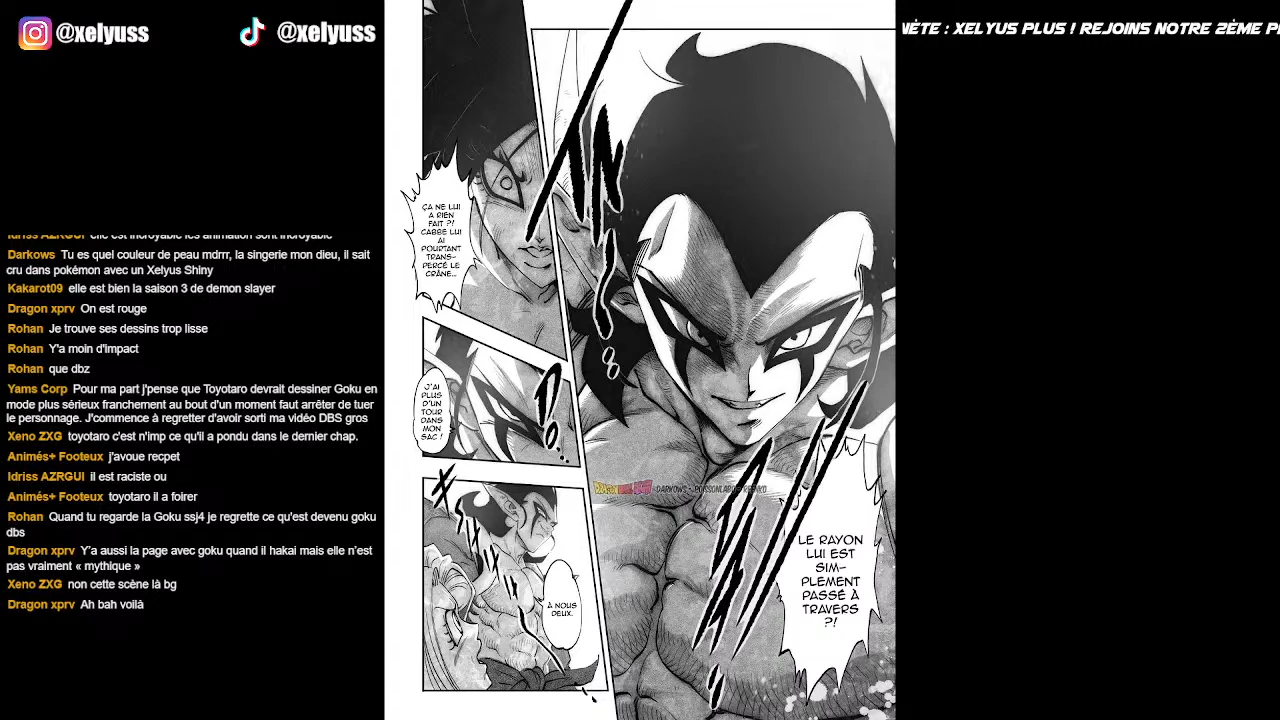 @xelyuss
@xelyuss
NÈTE : XELYUS PLUS ! REJOINS NOTRE 2ÈME P
Idriss AZRGUI elle est incroyable les animation sont incroyable
Darkows Tu es quel couleur de peau mdrrr, la singerie mon dieu, il sait
cru dans pokémon avec un Xelyus Shiny
Kakarot09 elle est bien la saison 3 de demon slayer
Dragon xprv On est rouge
Rohan Je trouve ses dessins trop lisse
Rohan Y'a moin d'impact
Rohan que dbz
Yams Corp Pour ma part j'pense que Toyotaro devrait dessiner Goku en
mode plus sérieux franchement au bout d'un moment faut arrêter de tuer
le personnage. J'commence à regretter d'avoir sorti ma vidéo DBS gros
Xeno ZXG toyotaro c'est n'imp ce qu'il a pondu dans le dernier chap.
Animés+ Footeux j'avoue recpet
Idriss AZRGUI il est raciste ou
Animés+ Footeux toyotaro il a foirer
Rohan Quand tu regarde la Goku ssj4 je regrette ce qu'est devenu goku
dbs
Dragon xprv Y'a aussi la page avec goku quand il hakai mais elle n'est
pas vraiment « mythique »
Xeno ZXG non cette scène là bg
Dragon xprv Ah bah voilà
ÇA NE LUI
A RIEN
FAIT ?!
CABBE LUI
AI
POURTANT
TRANS-
PERCÉ LE
CRÂNE...
J'AI
PLUS
D'UN
TOUR
DANS
MON
SAC !
À NOUS
DEUX.
LE RAYON
LUI EST
SIM-
PLEMENT
PASSÉ À
TRAVERS
?!